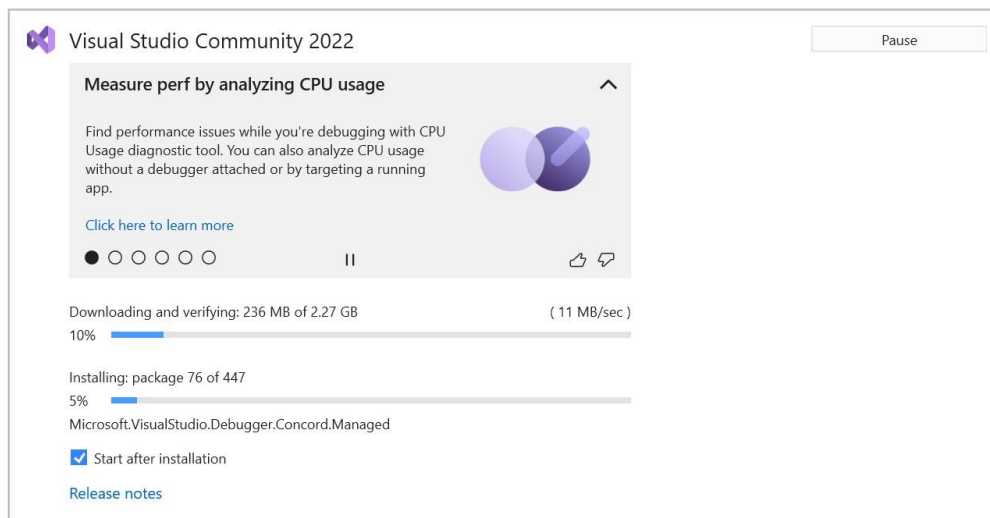 Visual Studio Community 2022
Pause
Measure perf by analyzing CPU usage
Find performance issues while you're debugging with CPU
Usage diagnostic tool. You can also analyze CPU usage
without a debugger attached or by targeting a running
app.
Click here to learn more
Downloading and verifying: 236 MB of 2.27 GB ( 11 MB/sec )
10%
Installing: package 76 of 447
5%
Microsoft.VisualStudio.Debugger.Concord.Managed
Start after installation
Release notes